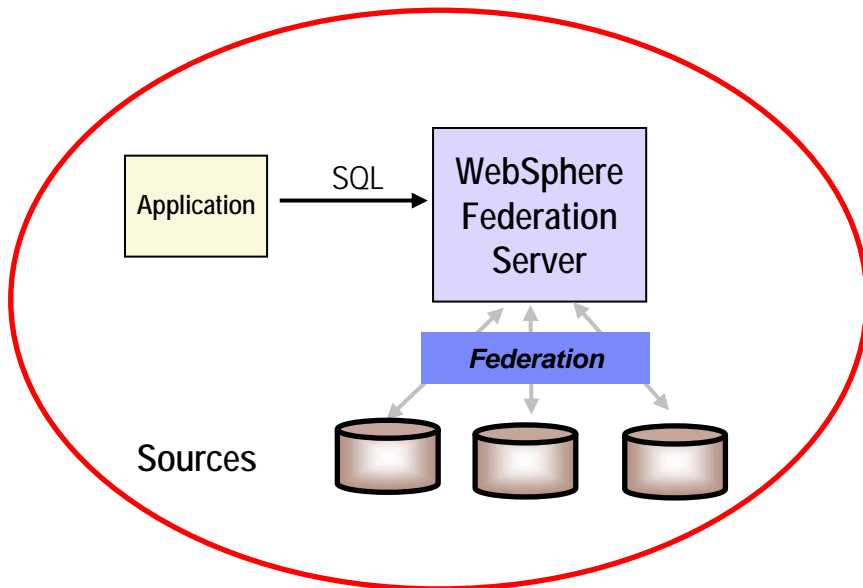 Application
SQL
WebSphere
Federation
Server
Federation
Sources